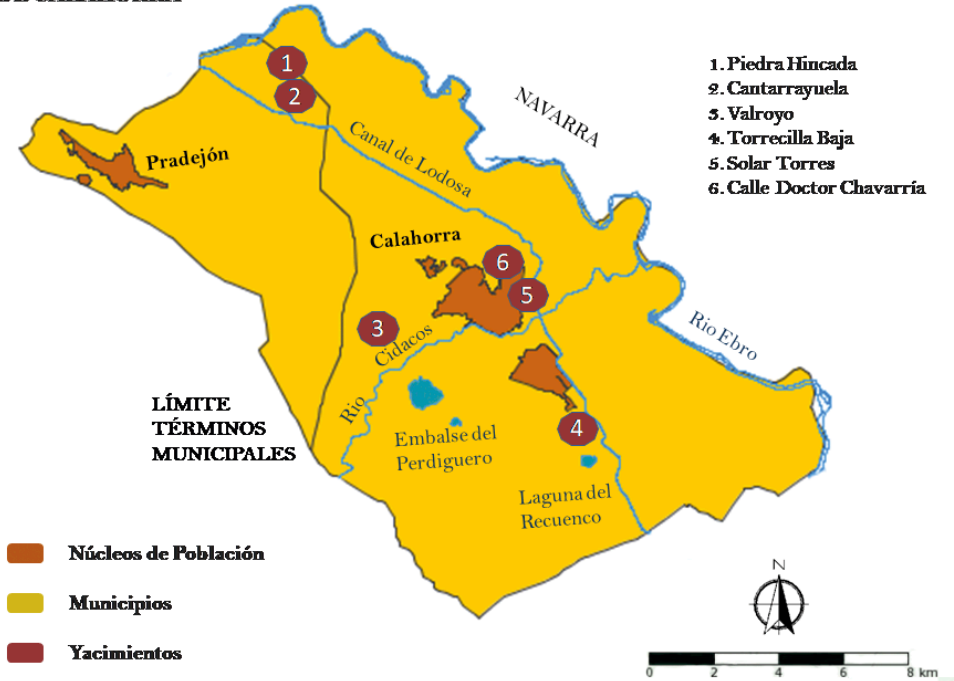 1. Piedra Hincada
2. Cantarrayuela
3. Valroyo
4. Torrecilla Baja
5. Solar Torres
6. Calle Doctor Chavarría
NAVARRA
1
2
Pradejón
Canal de Lodosa
Calahorra
6
5
3
Rio Cidacos
Rio Ebro
LÍMITE
TÉRMINOS
MUNICIPALES
4
Embalse del
Perdiguero
Laguna del
Recuenco
Núcleos de Población
Municipios
Yacimientos
N
0 2 4 6 8 km